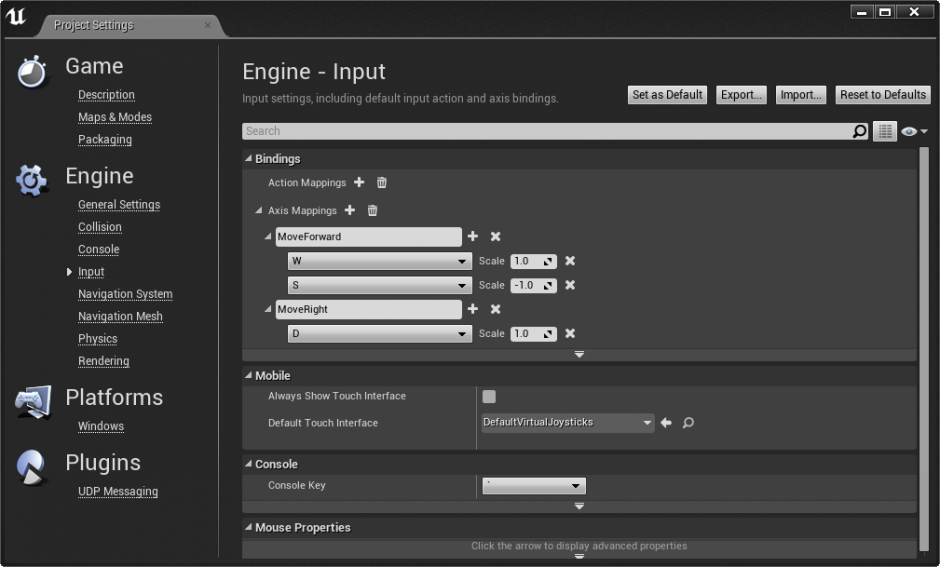 Project Settings
Game
Description
Maps & Modes
Packaging
Engine
General Settings
Collision
Console
Input
Navigation System
Navigation Mesh
Physics
Rendering
Platforms
Windows
Plugins
UDP Messaging
Engine - Input
Input settings, including default input action and axis bindings.
Set as Default Export... Import... Reset to Defaults
Search
Bindings
Action Mappings
Axis Mappings
MoveForward
W Scale 1.0
S Scale -1.0
MoveRight
D Scale 1.0
Mobile
Always Show Touch Interface
Default Touch Interface DefaultVirtualJoysticks
Console
Console Key `
Mouse Properties
Click the arrow to display advanced properties